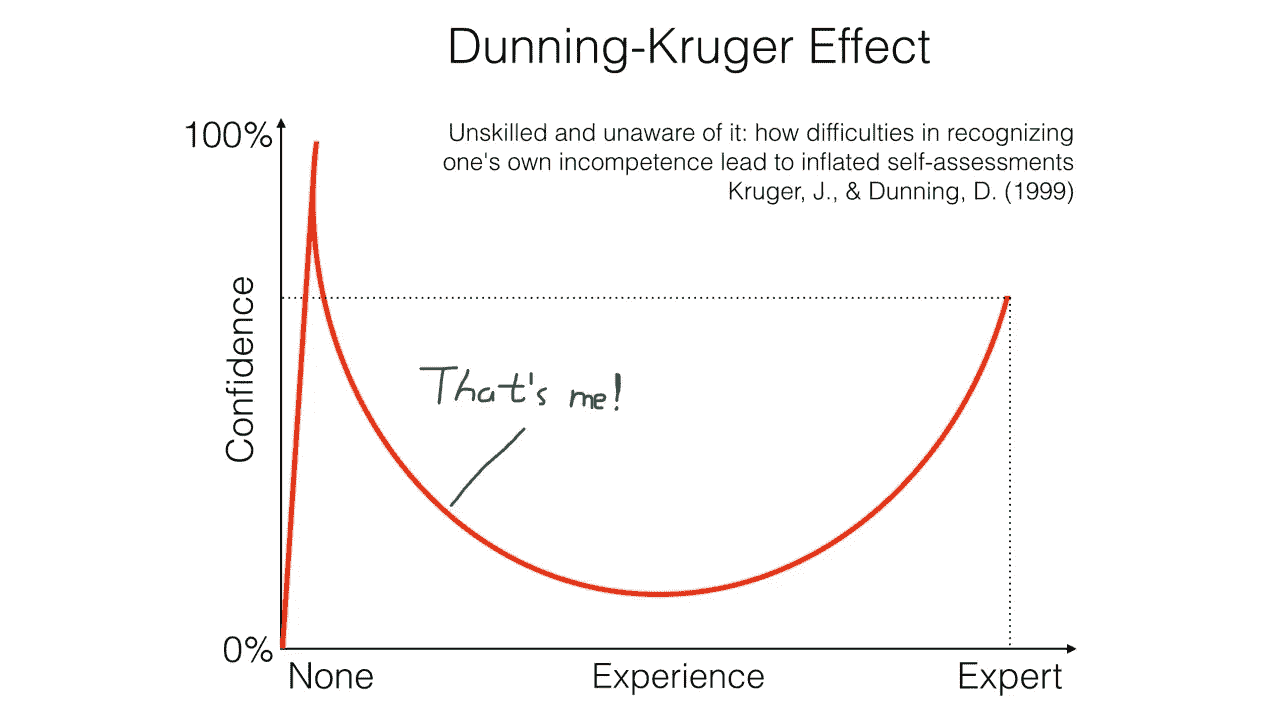 Dunning-Kruger Effect
100%
Unskilled and unaware of it: how difficulties in recognizing
one's own incompetence lead to inflated self-assessments
Kruger, J., & Dunning, D. (1999)
Confidence
That's me!
0%
None
Experience
Expert